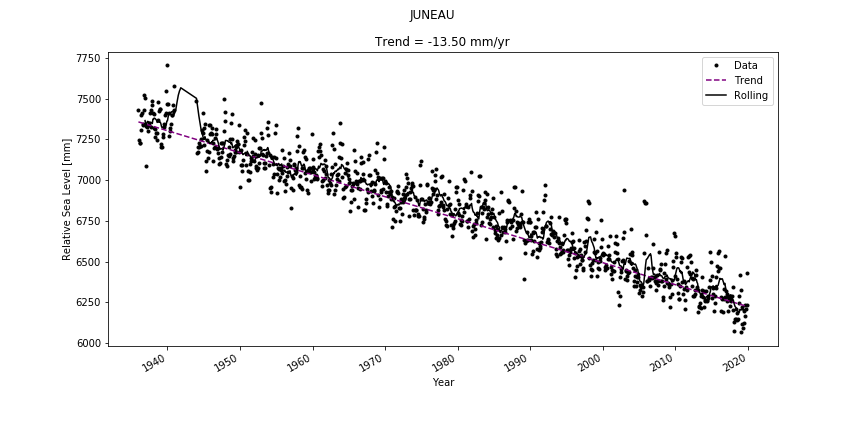 JUNEAU
Trend = -13.50 mm/yr
Data
Trend
Rolling
7750
7500
7250
7000
6750
6500
6250
6000
Relative Sea Level [mm]
1940 1950 1960 1970 1980 1990 2000 2010 2020
Year